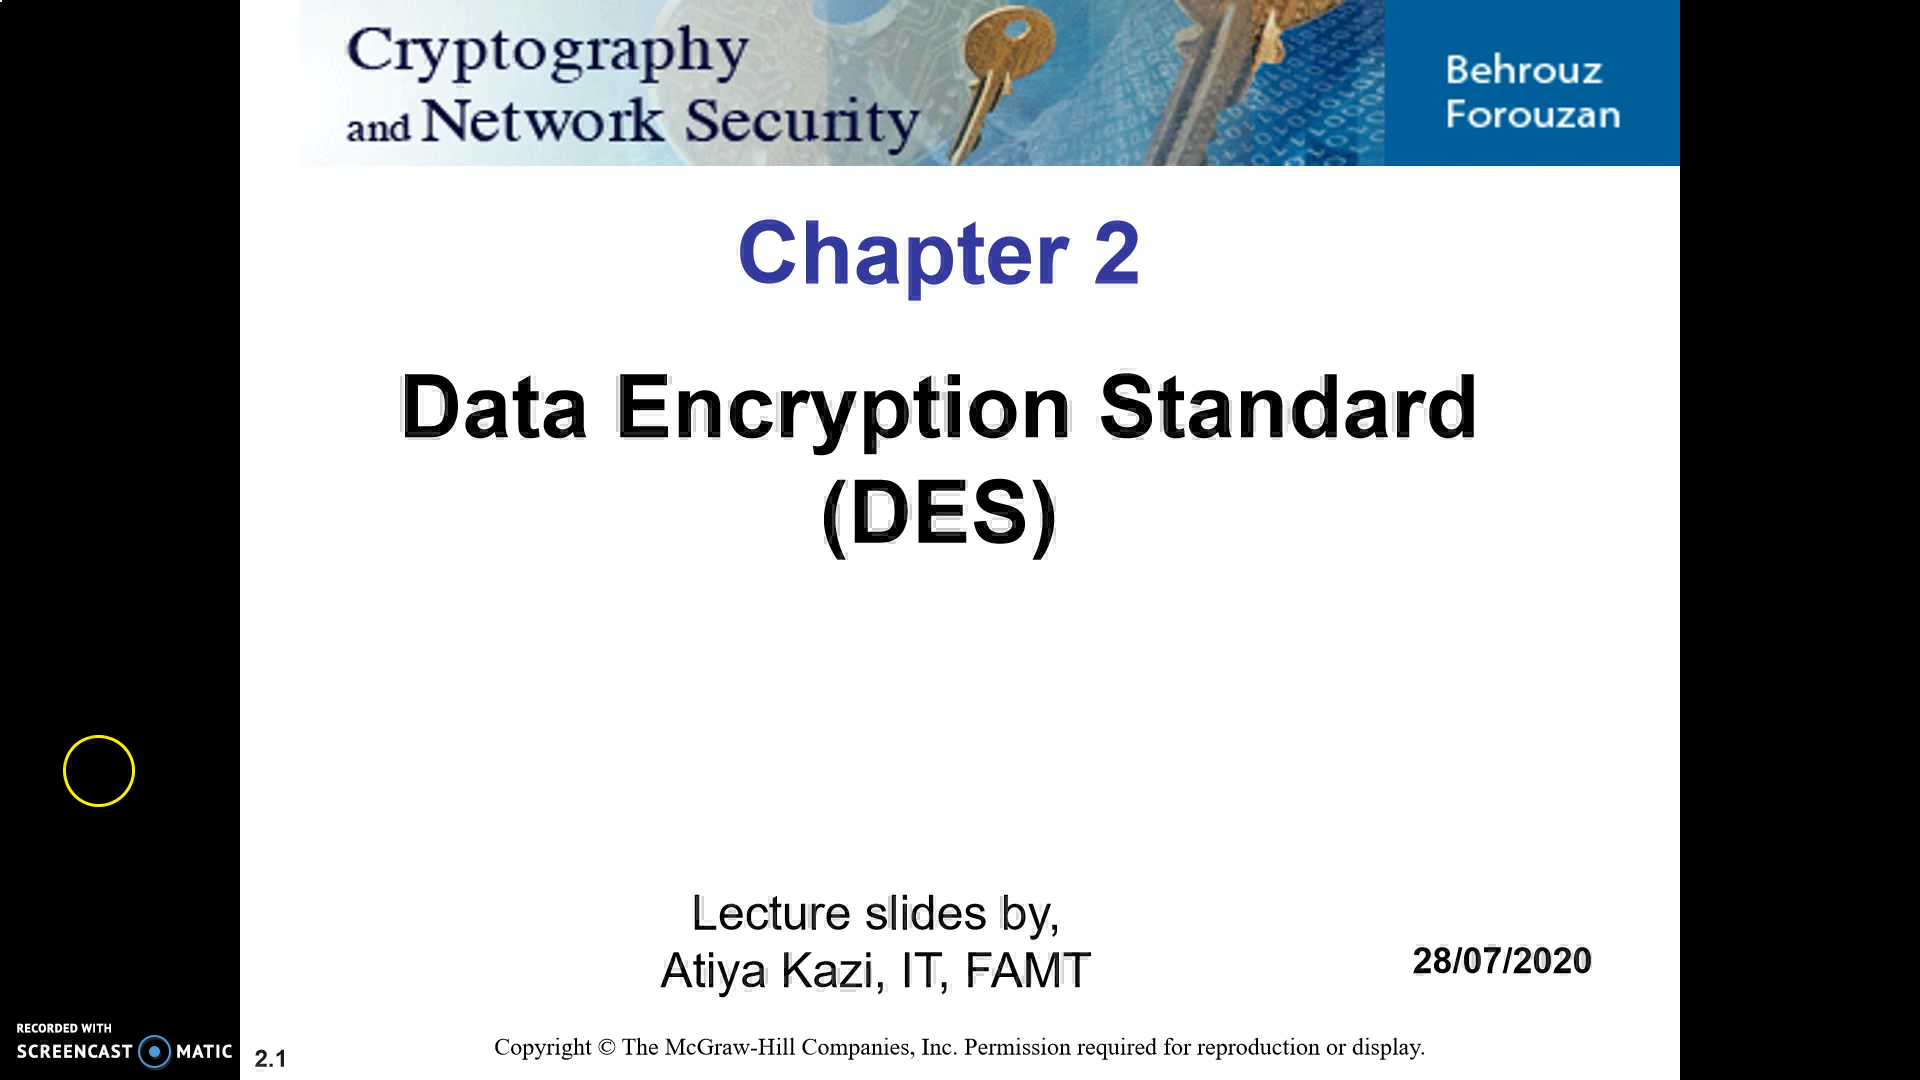 Cryptography
and Network Security
Behrouz
Forouzan
Chapter 2
Data Encryption Standard
(DES)
Lecture slides by,
Atiya Kazi, IT, FAMT
28/07/2020
RECORDED WITH
SCREENCAST MATIC
2.1
Copyright © The McGraw-Hill Companies, Inc. Permission required for reproduction or display.